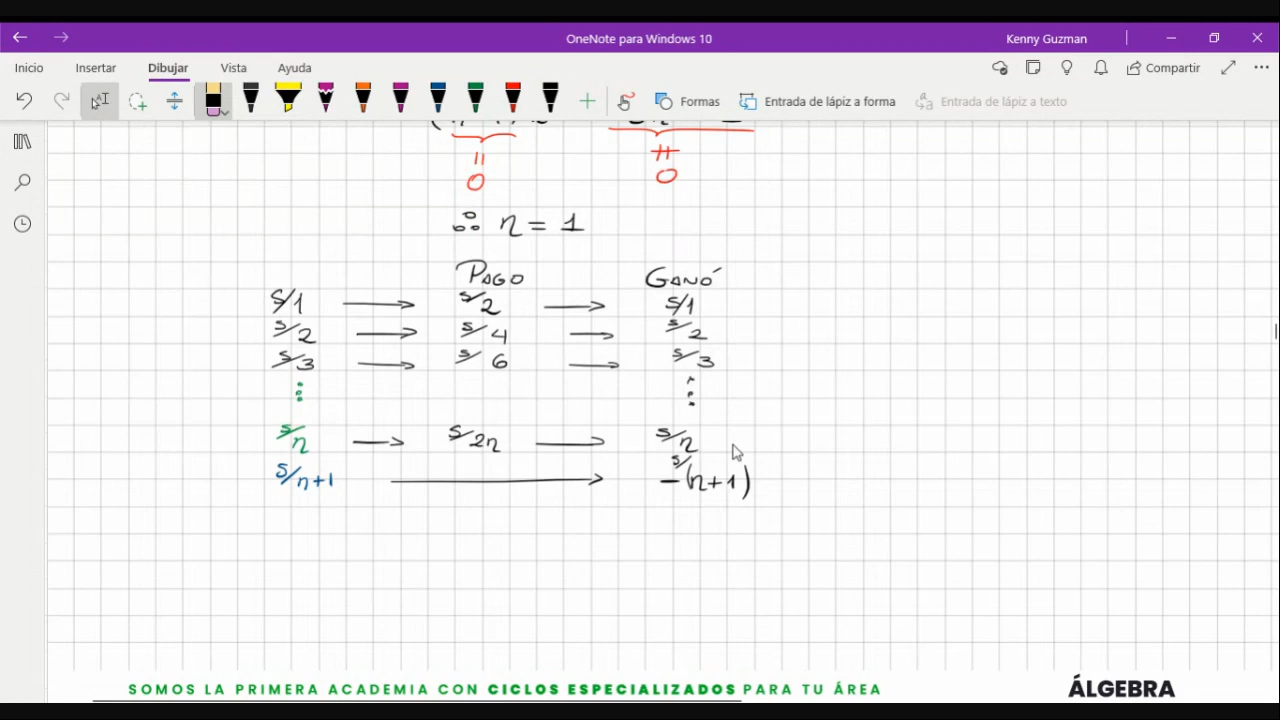 OneNote para Windows 10
Kenny Guzman
Inicio Insertar Dibujar Vista Ayuda
Compartir
Formas
Entrada de lápiz a forma
Entrada de lápiz a texto
= ≠
0 0
∴ n = 1
PAGO GANÓ
S/1 → S/2 → S/1
S/2 → S/4 → S/2
S/3 → S/6 → S/3
⋮ ⋮
S/n → S/2n → S/n
S/n+1 → S/-(n+1)
SOMOS LA PRIMERA ACADEMIA CON CICLOS ESPECIALIZADOS PARA TU ÁREA
ÁLGEBRA